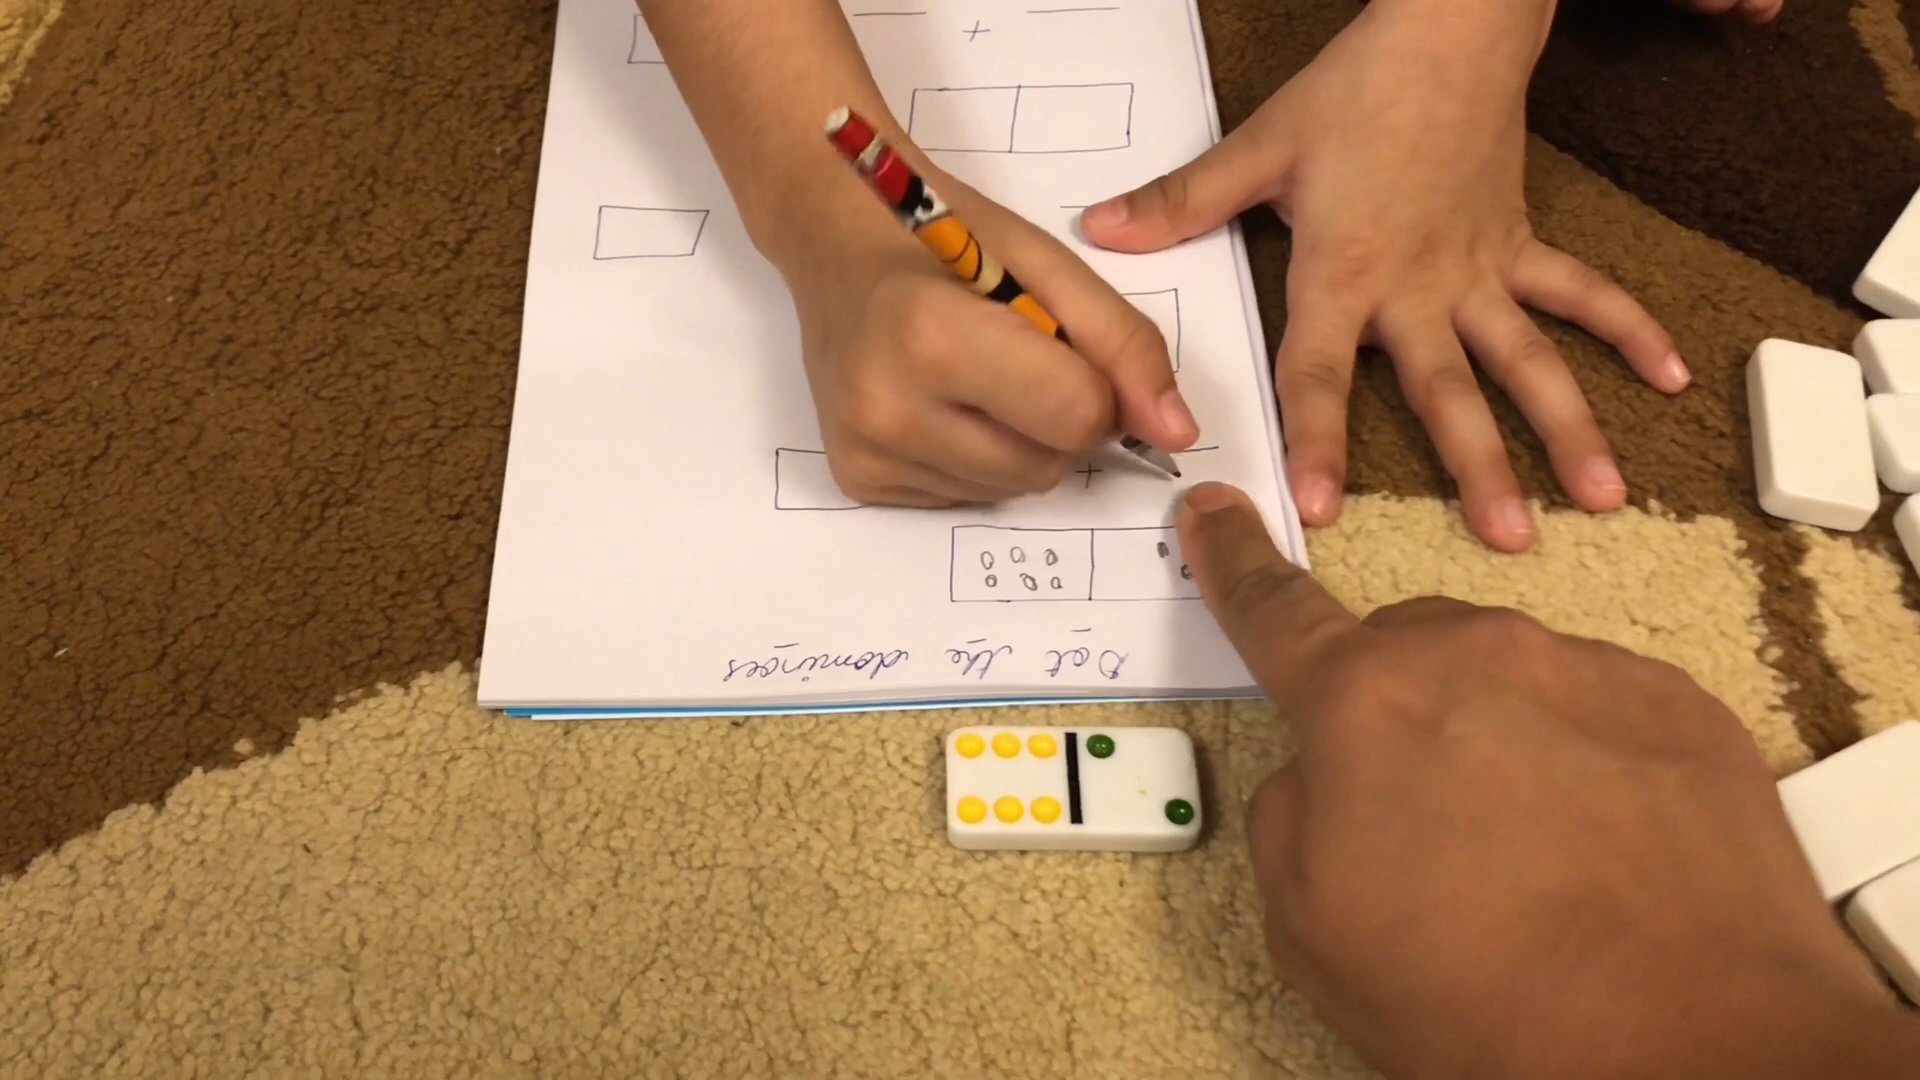 Dot the dominoes
+
+